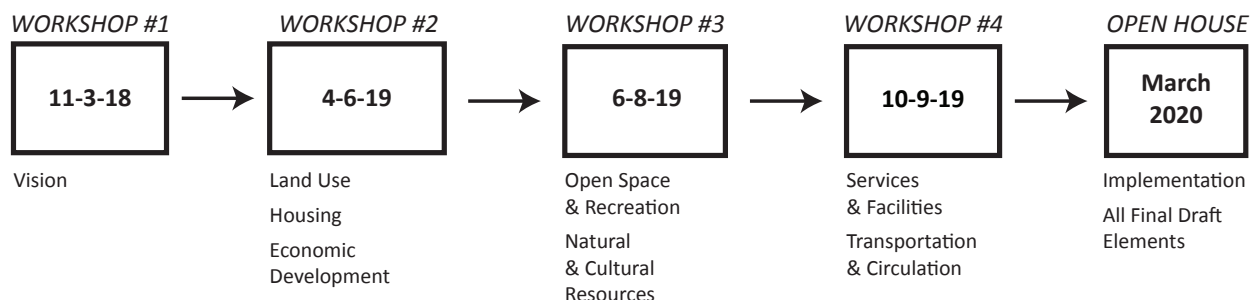 WORKSHOP #1
11-3-18
Vision
WORKSHOP #2
4-6-19
Land Use
Housing
Economic
Development
WORKSHOP #3
6-8-19
Open Space
& Recreation
Natural
& Cultural
Resources
WORKSHOP #4
10-9-19
Services
& Facilities
Transportation
& Circulation
OPEN HOUSE
March
2020
Implementation
All Final Draft
Elements